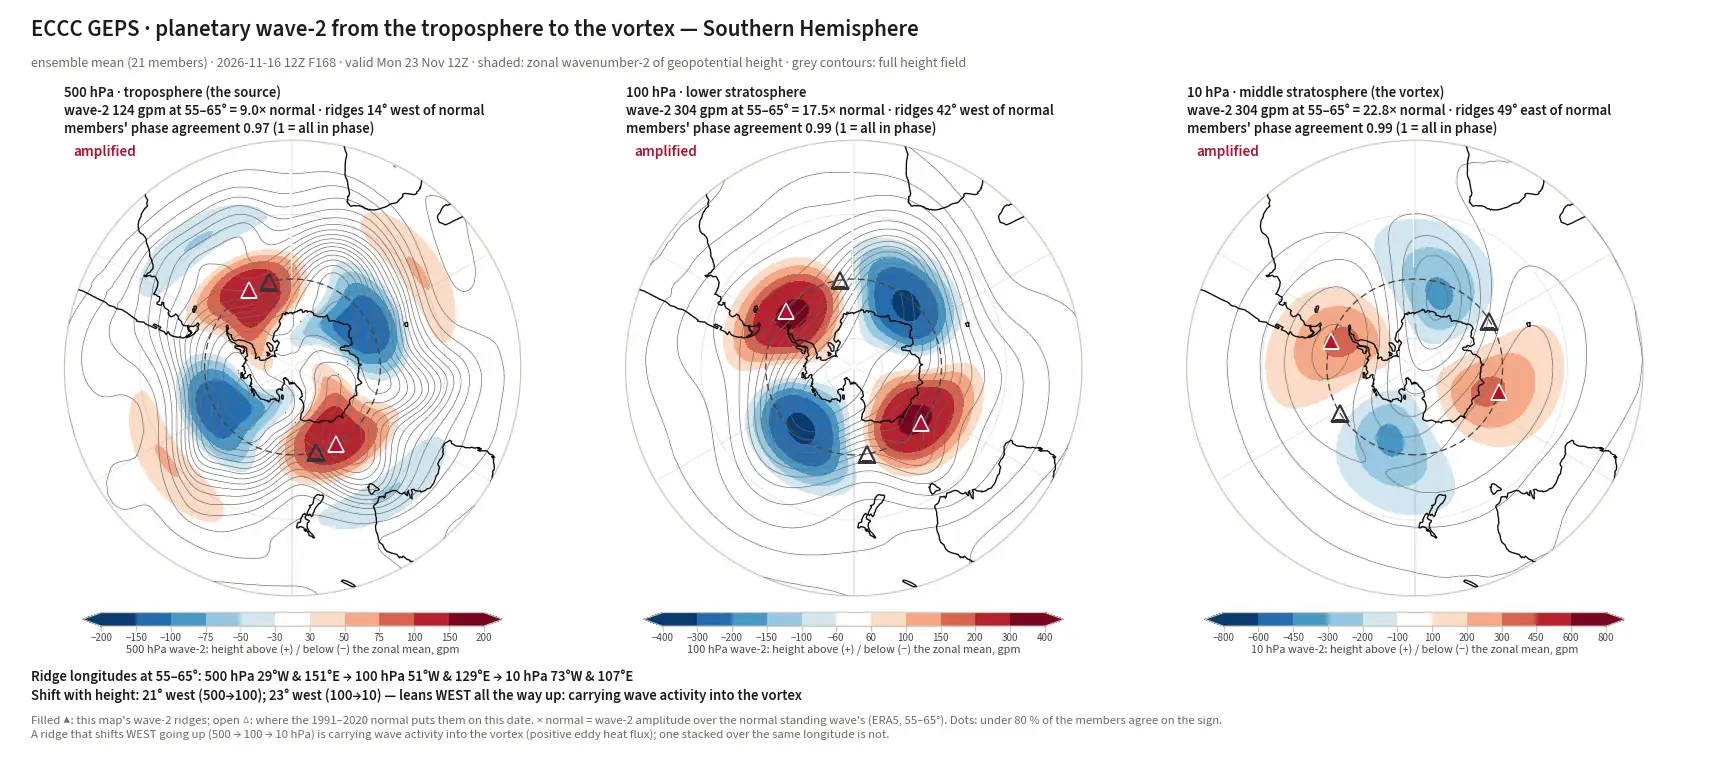 ECCC GEPS · planetary wave-2 from the troposphere to the vortex — Southern Hemisphere
ensemble mean (21 members) · 2026-11-16 12Z F168 · valid Mon 23 Nov 12Z · shaded: zonal wavenumber-2 of geopotential height · grey contours: full height field
500 hPa · troposphere (the source)
wave-2 124 gpm at 55–65° = 9.0× normal · ridges 14° west of normal
members' phase agreement 0.97 (1 = all in phase)
amplified
100 hPa · lower stratosphere
wave-2 304 gpm at 55–65° = 17.5× normal · ridges 42° west of normal
members' phase agreement 0.99 (1 = all in phase)
amplified
10 hPa · middle stratosphere (the vortex)
wave-2 304 gpm at 55–65° = 22.8× normal · ridges 49° east of normal
members' phase agreement 0.99 (1 = all in phase)
amplified
−200 −150 −100 −75 −50 −30 30 50 75 100 150 200
500 hPa wave-2: height above (+) / below (−) the zonal mean, gpm
−400 −300 −200 −150 −100 −60 60 100 150 200 300 400
100 hPa wave-2: height above (+) / below (−) the zonal mean, gpm
−800 −600 −450 −300 −200 −100 100 200 300 450 600 800
10 hPa wave-2: height above (+) / below (−) the zonal mean, gpm
Ridge longitudes at 55–65°: 500 hPa 29°W & 151°E → 100 hPa 51°W & 129°E → 10 hPa 73°W & 107°E
Shift with height: 21° west (500→100); 23° west (100→10) — leans WEST all the way up: carrying wave activity into the vortex
Filled ▲: this map's wave-2 ridges; open △: where the 1991–2020 normal puts them on this date. × normal = wave-2 amplitude over the normal standing wave's (ERA5, 55–65°). Dots: under 80 % of the members agree on the sign.
A ridge that shifts WEST going up (500 → 100 → 10 hPa) is carrying wave activity into the vortex (positive eddy heat flux); one stacked over the same longitude is not.